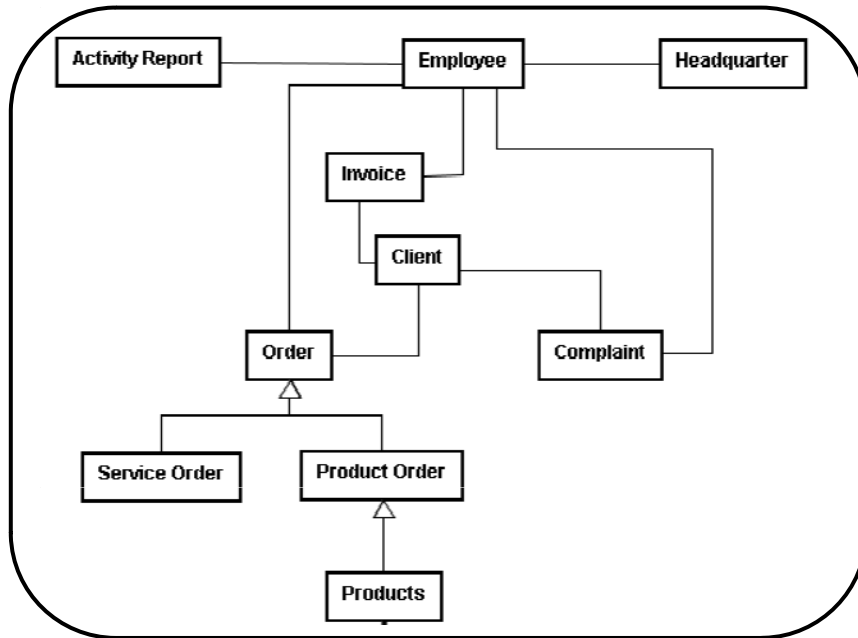 Activity Report
Employee
Headquarter
Invoice
Client
Order
Complaint
Service Order
Product Order
Products